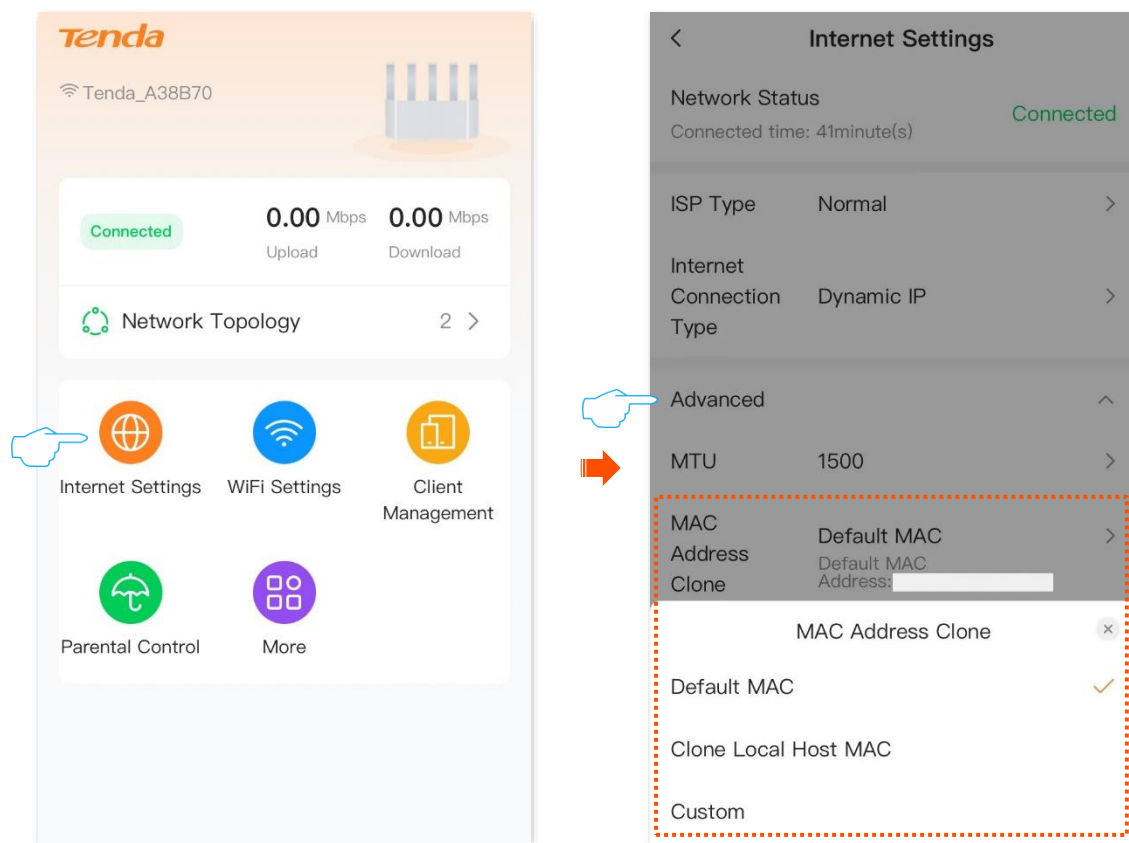 Tenda
Tenda_A38B70
Connected
0.00 Mbps 0.00 Mbps
Upload Download
Network Topology 2
Internet Settings WiFi Settings Client
Management
Parental Control More
Internet Settings
Network Status
Connected
Connected time: 41minute(s)
ISP Type Normal
Internet
Connection Dynamic IP
Type
Advanced
MTU 1500
MAC
Address
Clone
Default MAC
Default MAC
Address:
MAC Address Clone
Default MAC
Clone Local Host MAC
Custom